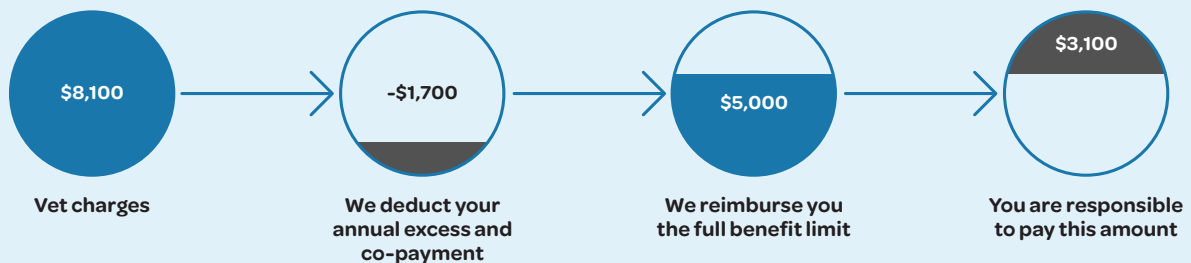 $8,100
Vet charges
-$1,700
We deduct your
annual excess and
co-payment
$5,000
We reimburse you
the full benefit limit
$3,100
You are responsible
to pay this amount